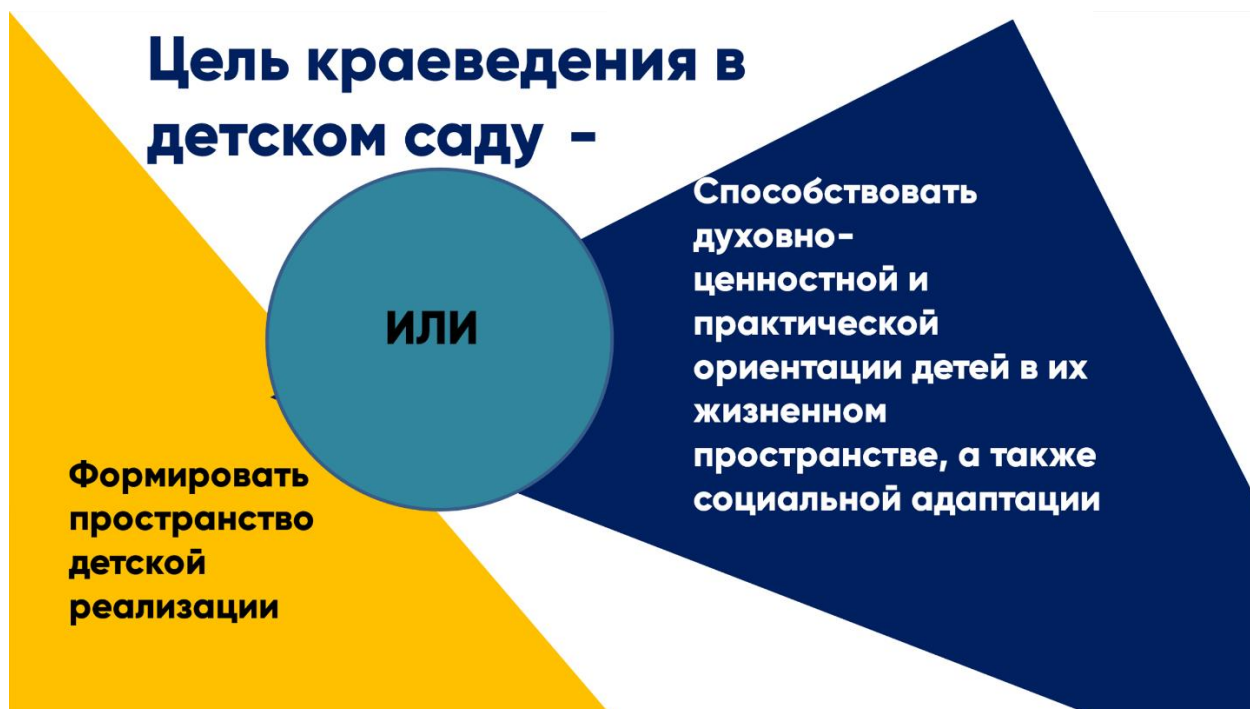 Цель краеведения в
детском саду -
ИЛИ
Формировать
пространство
детской
реализации
Способствовать
духовно-
ценностной и
практической
ориентации детей в их
жизненном
пространстве, а также
социальной адаптации